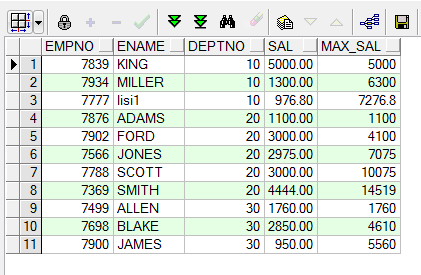 EMPNO ENAME DEPTNO SAL MAX_SAL
1 7839 KING 10 5000.00 5000
2 7934 MILLER 10 1300.00 6300
3 7777 lisi1 10 976.80 7276.8
4 7876 ADAMS 20 1100.00 1100
5 7902 FORD 20 3000.00 4100
6 7566 JONES 20 2975.00 7075
7 7788 SCOTT 20 3000.00 10075
8 7369 SMITH 20 4444.00 14519
9 7499 ALLEN 30 1760.00 1760
10 7698 BLAKE 30 2850.00 4610
11 7900 JAMES 30 950.00 5560